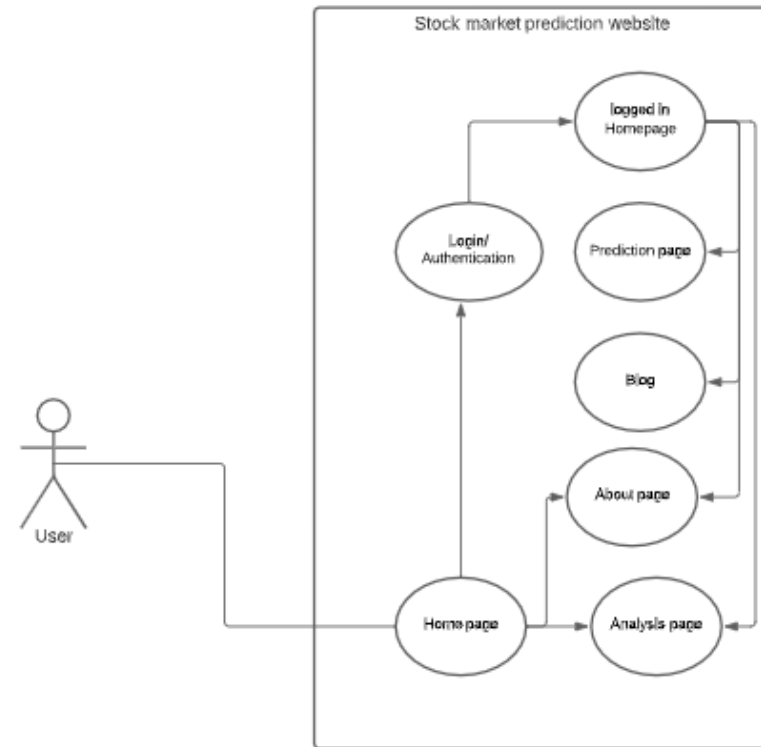 Stock market prediction website
logged in
Homepage
Login/
Authentication
Prediction page
Blog
About page
User
Home page
Analysis page